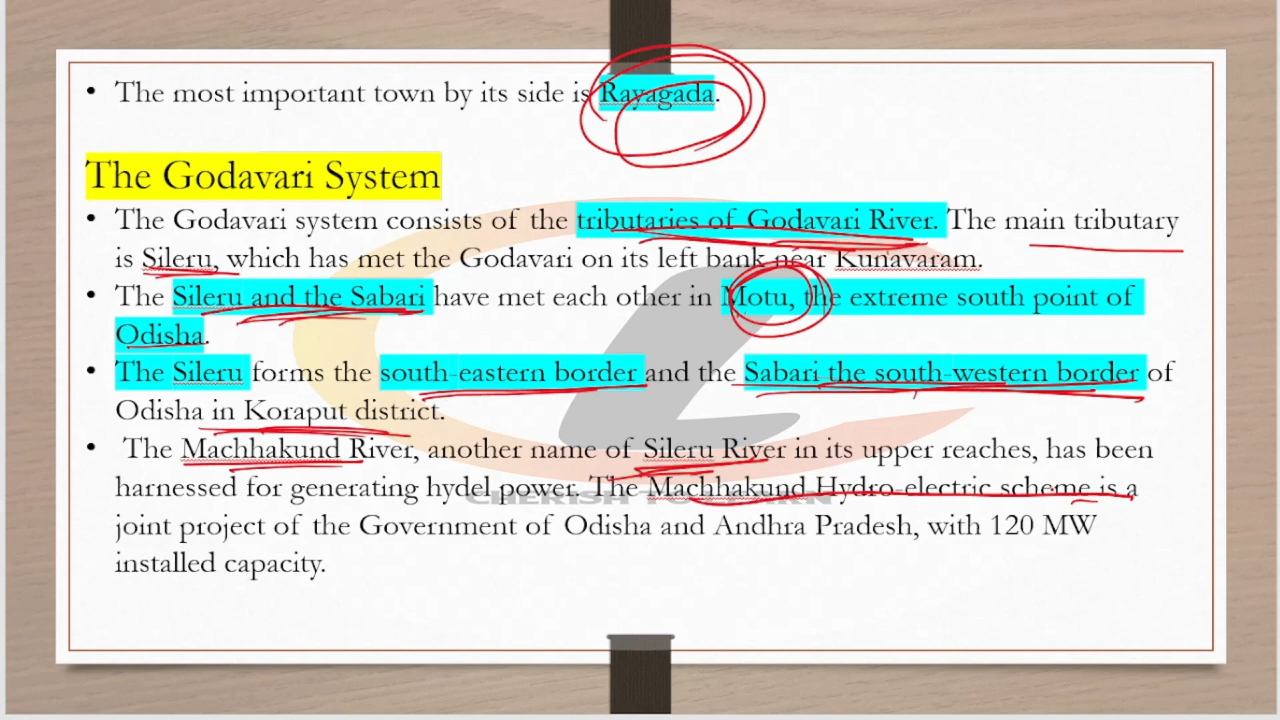 • The most important town by its side is Rayagada.
The Godavari System
• The Godavari system consists of the tributaries of Godavari River. The main tributary
is Sileru, which has met the Godavari on its left bank near Kunavaram.
• The Sileru and the Sabari have met each other in Motu, the extreme south point of
Odisha.
• The Sileru forms the south-eastern border and the Sabari the south-western border of
Odisha in Koraput district.
• The Machhakund River, another name of Sileru River in its upper reaches, has been
harnessed for generating hydel power. The Machhakund Hydro-electric scheme is a
CHERISH TO LEARN
joint project of the Government of Odisha and Andhra Pradesh, with 120 MW
installed capacity.